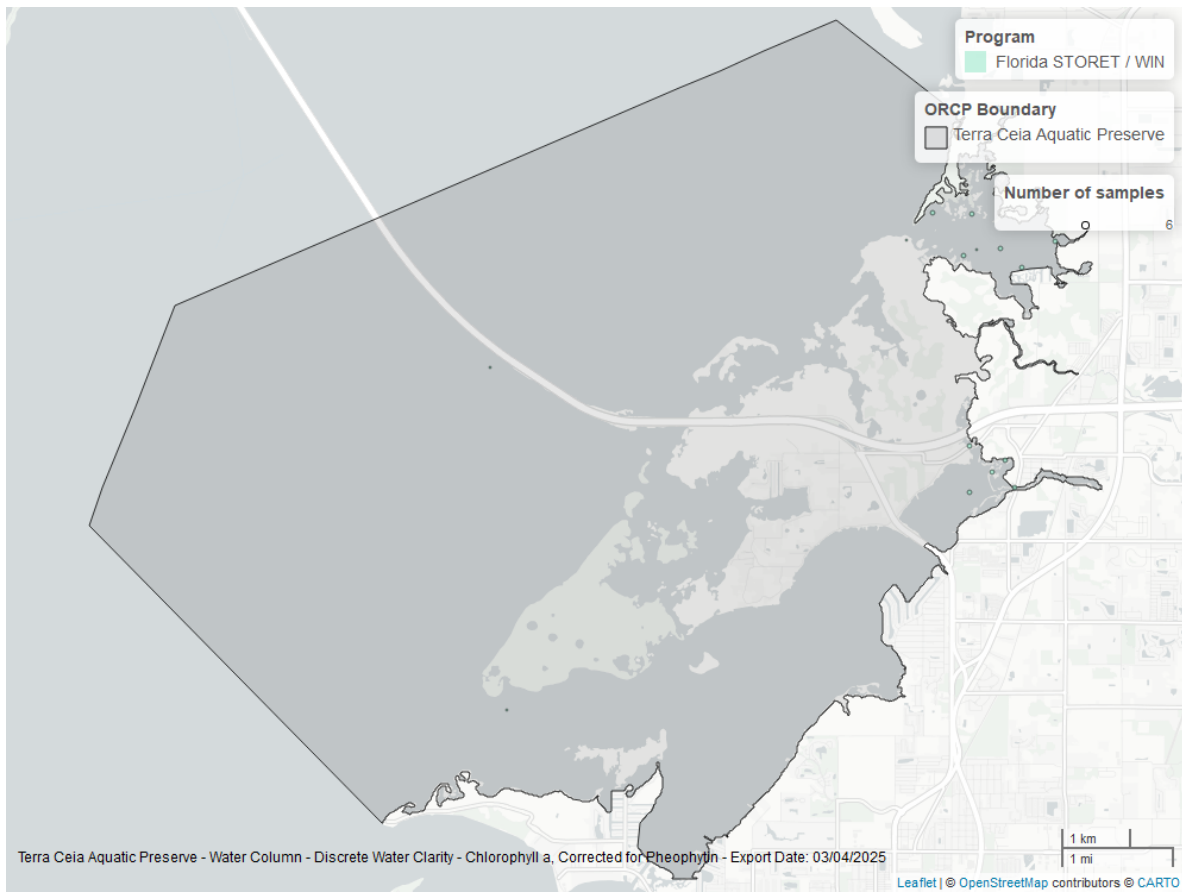 Program
Florida STORET / WIN
ORCP Boundary
Terra Ceia Aquatic Preserve
Number of samples
6
1 km
1 mi
Terra Ceia Aquatic Preserve - Water Column - Discrete Water Clarity - Chlorophyll a, Corrected for Pheophytin - Export Date: 03/04/2025
Leaflet | © OpenStreetMap contributors © CARTO